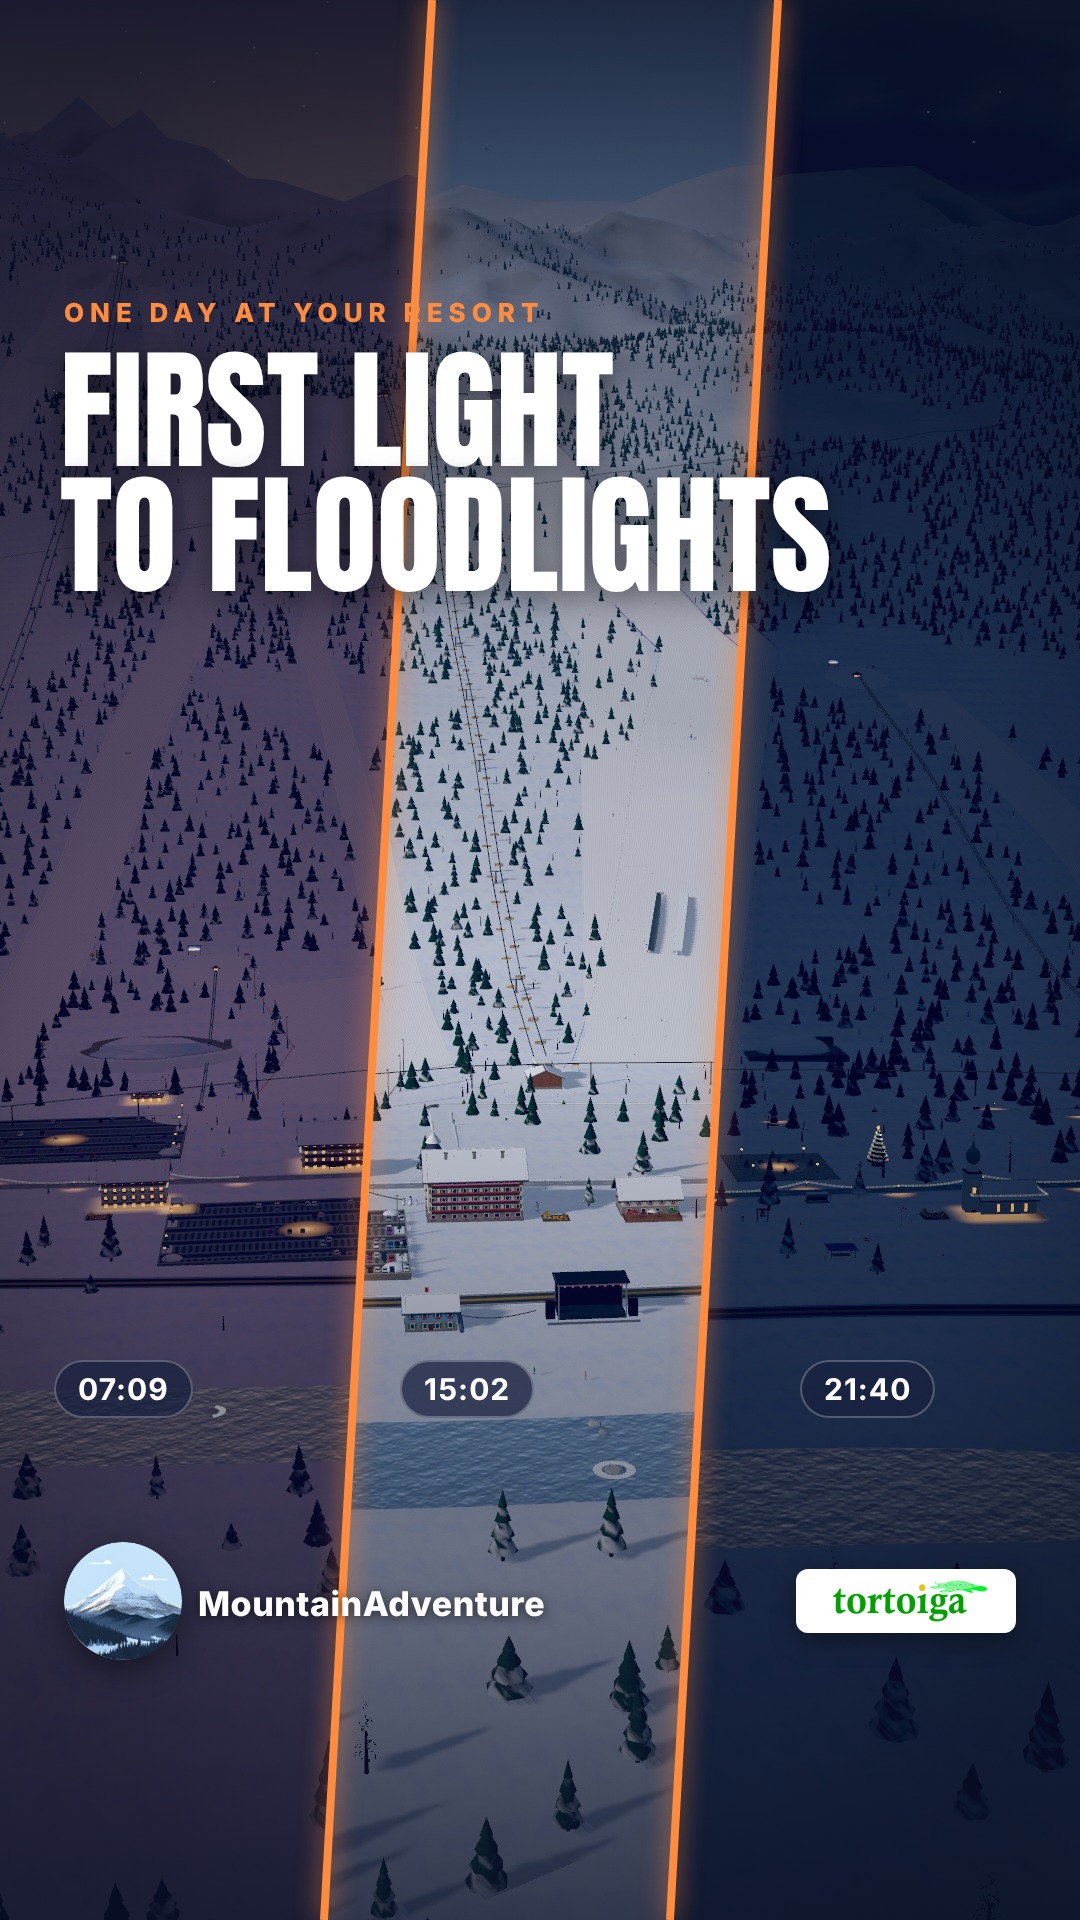 ONE DAY AT YOUR RESORT
FIRST LIGHT
TO FLOODLIGHTS
07:09
15:02
21:40
MountainAdventure
tortoiga